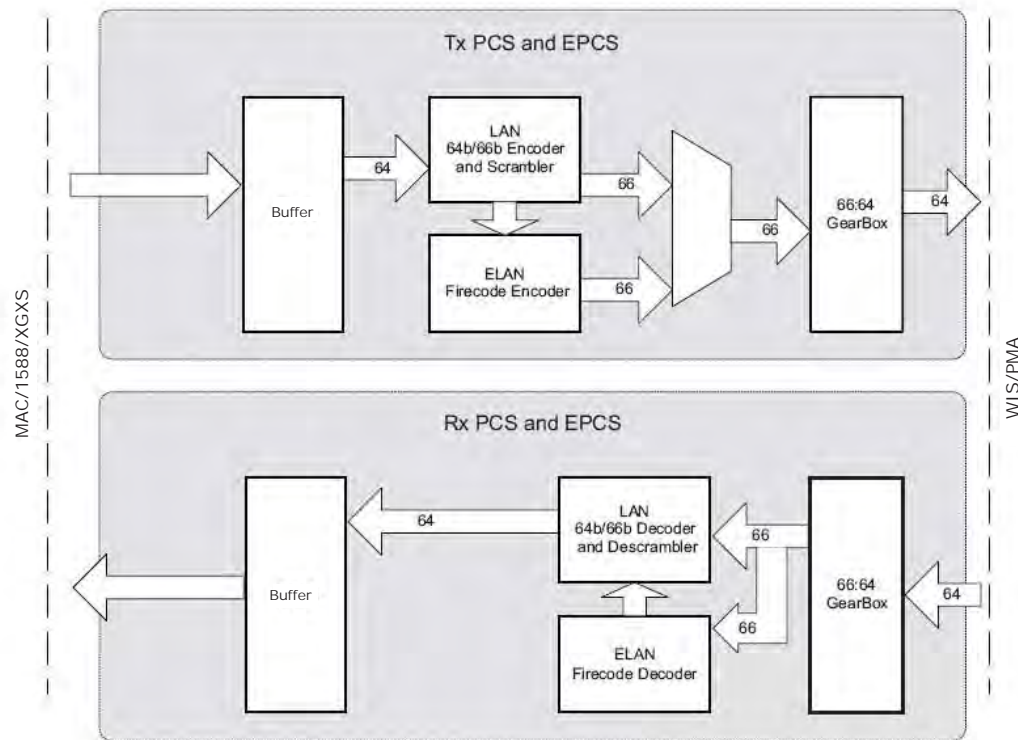 Tx PCS and EPCS
MAC/1588/XGXS
Buffer
64
LAN
64b/66b Encoder
and Scrambler
66
ELAN
Firecode Encoder
66
66
66:64
GearBox
64
WIS/PMA
Rx PCS and EPCS
Buffer
64
LAN
64b/66b Decoder
and Descrambler
66
ELAN
Firecode Decoder
66
66:64
GearBox
64